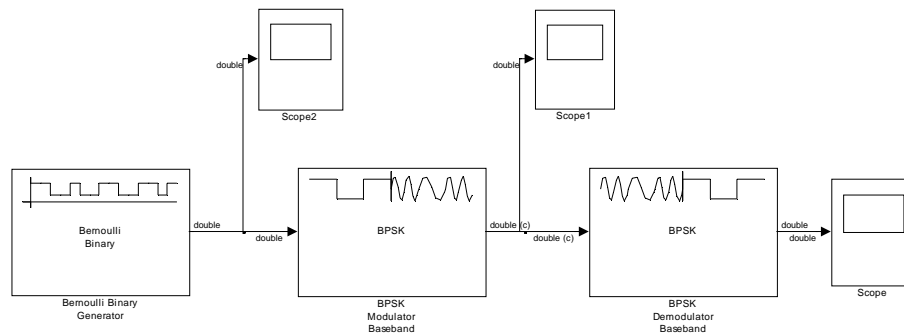 double
Scope2
double
Scope1
Bernoulli
Binary
double
double
BPSK
double (c)
double (c)
BPSK
double
double
Scope
Bernoulli Binary
Generator
BPSK
Modulator
Baseband
BPSK
Demodulator
Baseband